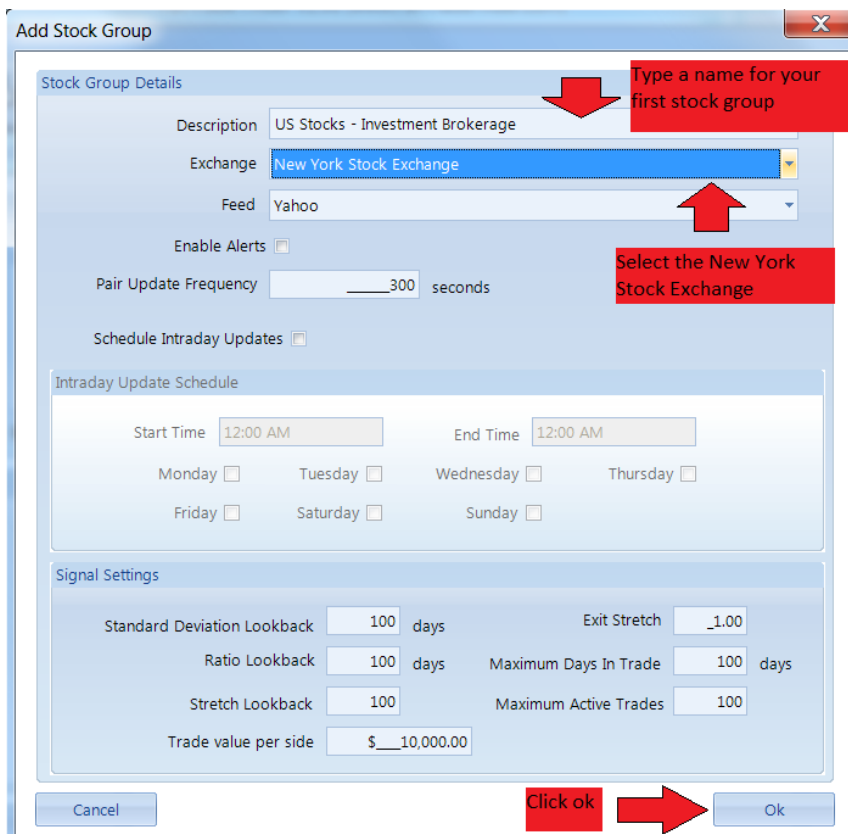 Add Stock Group
X
Stock Group Details
Type a name for your
first stock group
Description US Stocks - Investment Brokerage
Exchange New York Stock Exchange
Feed Yahoo
Enable Alerts
Select the New York
Stock Exchange
Pair Update Frequency _____300 seconds
Schedule Intraday Updates
Intraday Update Schedule
Start Time 12:00 AM End Time 12:00 AM
Monday Tuesday Wednesday Thursday
Friday Saturday Sunday
Signal Settings
Standard Deviation Lookback 100 days Exit Stretch _1.00
Ratio Lookback 100 days Maximum Days In Trade 100 days
Stretch Lookback 100 Maximum Active Trades 100
Trade value per side $___10,000.00
Cancel Click ok Ok